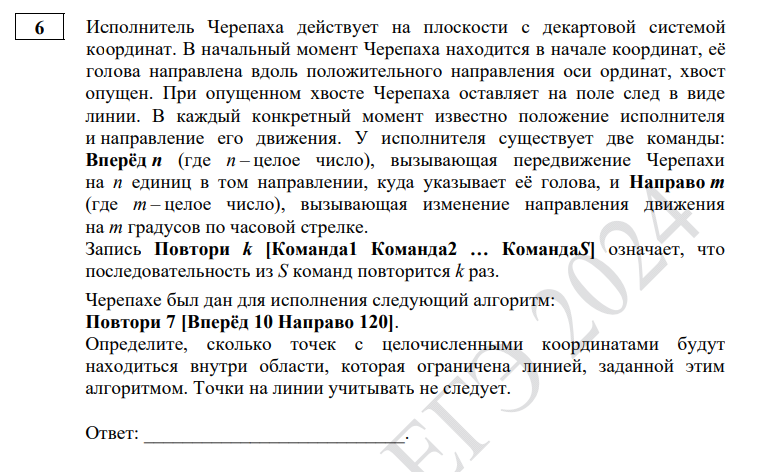 6
Исполнитель Черепаха действует на плоскости с декартовой системой
координат. В начальный момент Черепаха находится в начале координат, её
голова направлена вдоль положительного направления оси ординат, хвост
опущен. При опущенном хвосте Черепаха оставляет на поле след в виде
линии. В каждый конкретный момент известно положение исполнителя
и направление его движения. У исполнителя существует две команды:
Вперёд n (где n – целое число), вызывающая передвижение Черепахи
на n единиц в том направлении, куда указывает её голова, и Направо m
(где m – целое число), вызывающая изменение направления движения
на m градусов по часовой стрелке.
Запись Повтори k [Команда1 Команда2 … КомандаS] означает, что
последовательность из S команд повторится k раз.
Черепахе был дан для исполнения следующий алгоритм:
Повтори 7 [Вперёд 10 Направо 120].
Определите, сколько точек с целочисленными координатами будут
находиться внутри области, которая ограничена линией, заданной этим
алгоритмом. Точки на линии учитывать не следует.
Ответ: ___________________________.
ЕГЭ 2024